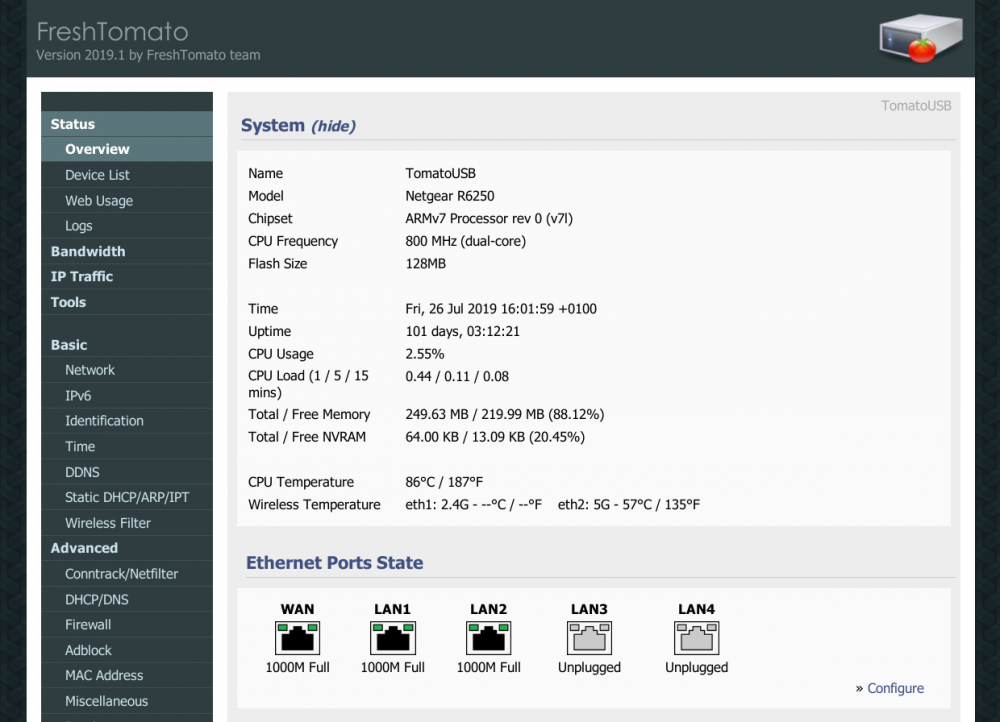 FreshTomato
Version 2019.1 by FreshTomato team
Status
Overview
Device List
Web Usage
Logs
Bandwidth
IP Traffic
Tools
Basic
Network
IPv6
Identification
Time
DDNS
Static DHCP/ARP/IPT
Wireless Filter
Advanced
Conntrack/Netfilter
DHCP/DNS
Firewall
Adblock
MAC Address
Miscellaneous
TomatoUSB
System (hide)
Name TomatoUSB
Model Netgear R6250
Chipset ARMv7 Processor rev 0 (v7l)
CPU Frequency 800 MHz (dual-core)
Flash Size 128MB
Time Fri, 26 Jul 2019 16:01:59 +0100
Uptime 101 days, 03:12:21
CPU Usage 2.55%
CPU Load (1 / 5 / 15 0.44 / 0.11 / 0.08
mins)
Total / Free Memory 249.63 MB / 219.99 MB (88.12%)
Total / Free NVRAM 64.00 KB / 13.09 KB (20.45%)
CPU Temperature 86°C / 187°F
Wireless Temperature eth1: 2.4G - --°C / --°F eth2: 5G - 57°C / 135°F
Ethernet Ports State
WAN LAN1 LAN2 LAN3 LAN4
1000M Full 1000M Full 1000M Full Unplugged Unplugged
» Configure